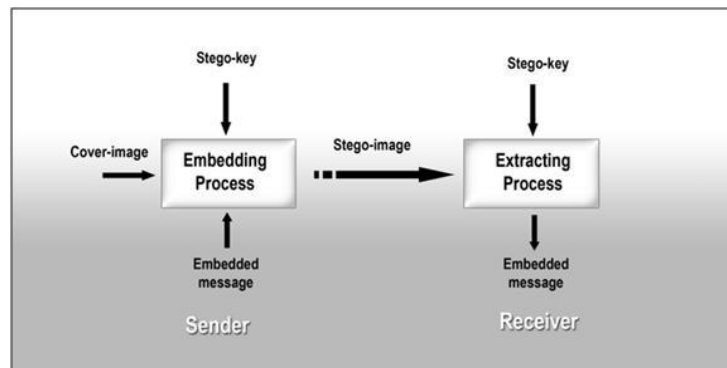 Stego-key
Stego-key
Cover-image
Embedding
Process
Stego-image
Extracting
Process
Embedded
message
Embedded
message
Sender
Receiver